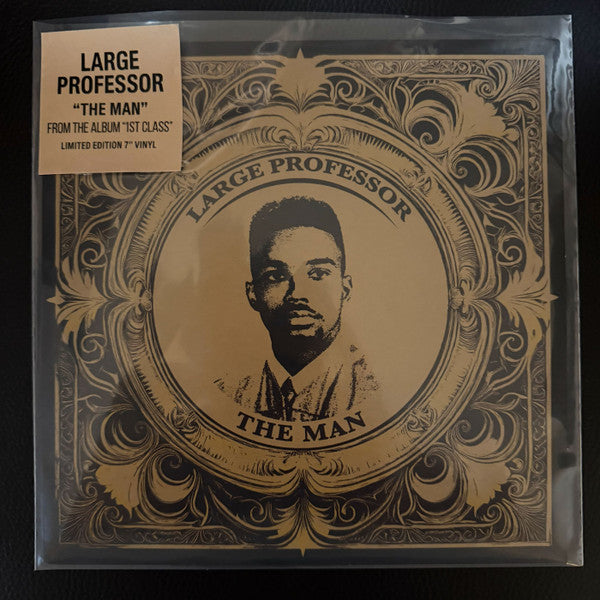 LARGE
PROFESSOR
“THE MAN”
FROM THE ALBUM “1ST CLASS”
LIMITED EDITION 7” VINYL
LARGE PROFESSOR
THE MAN